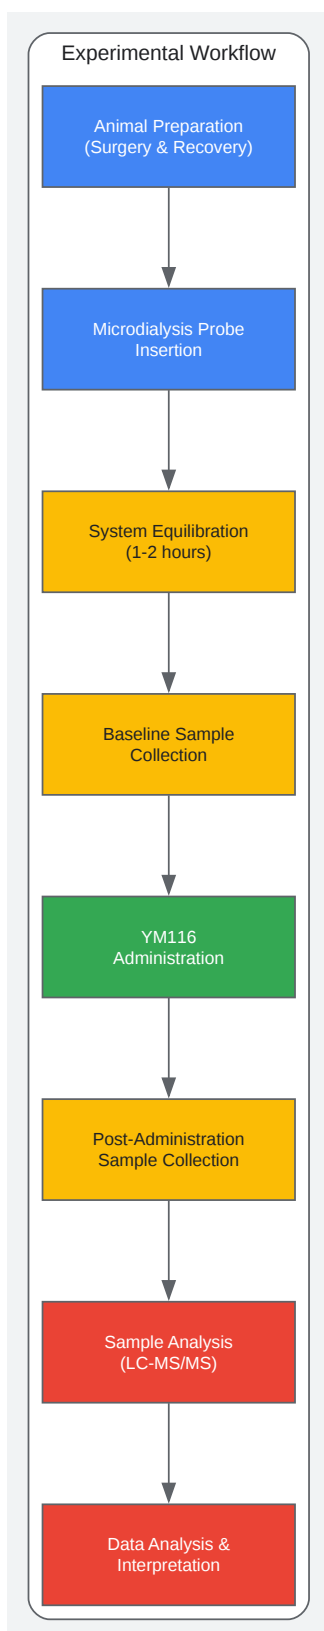 Experimental Workflow
Animal Preparation
(Surgery & Recovery)
Microdialysis Probe
Insertion
System Equilibration
(1-2 hours)
Baseline Sample
Collection
YM116
Administration
Post-Administration
Sample Collection
Sample Analysis
(LC-MS/MS)
Data Analysis &
Interpretation